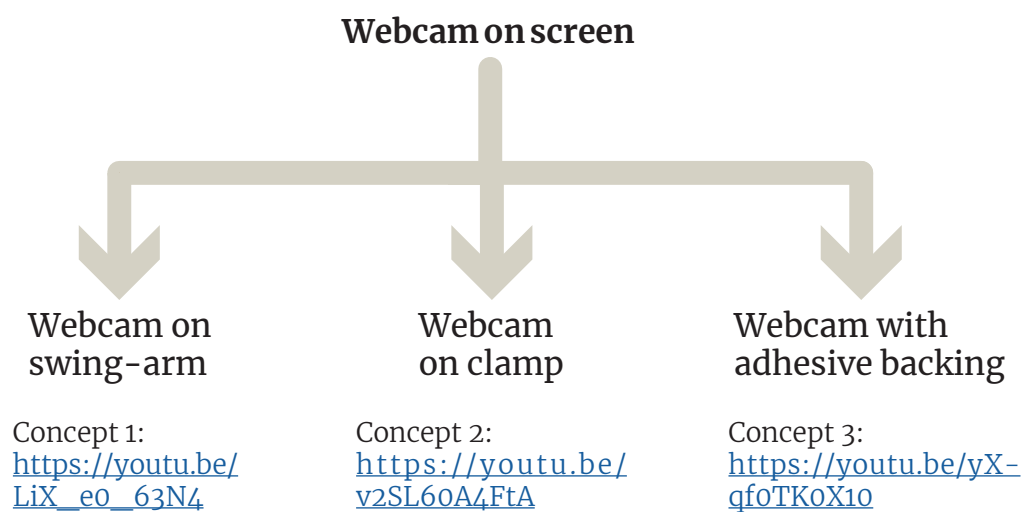 Webcam on screen
Webcam on
swing-arm
Webcam
on clamp
Webcam with
adhesive backing
Concept 1:
https://youtu.be/
LiX_e0_63N4
Concept 2:
https://youtu.be/
v2SL60A4FtA
Concept 3:
https://youtu.be/yX-
qf0TK0X10